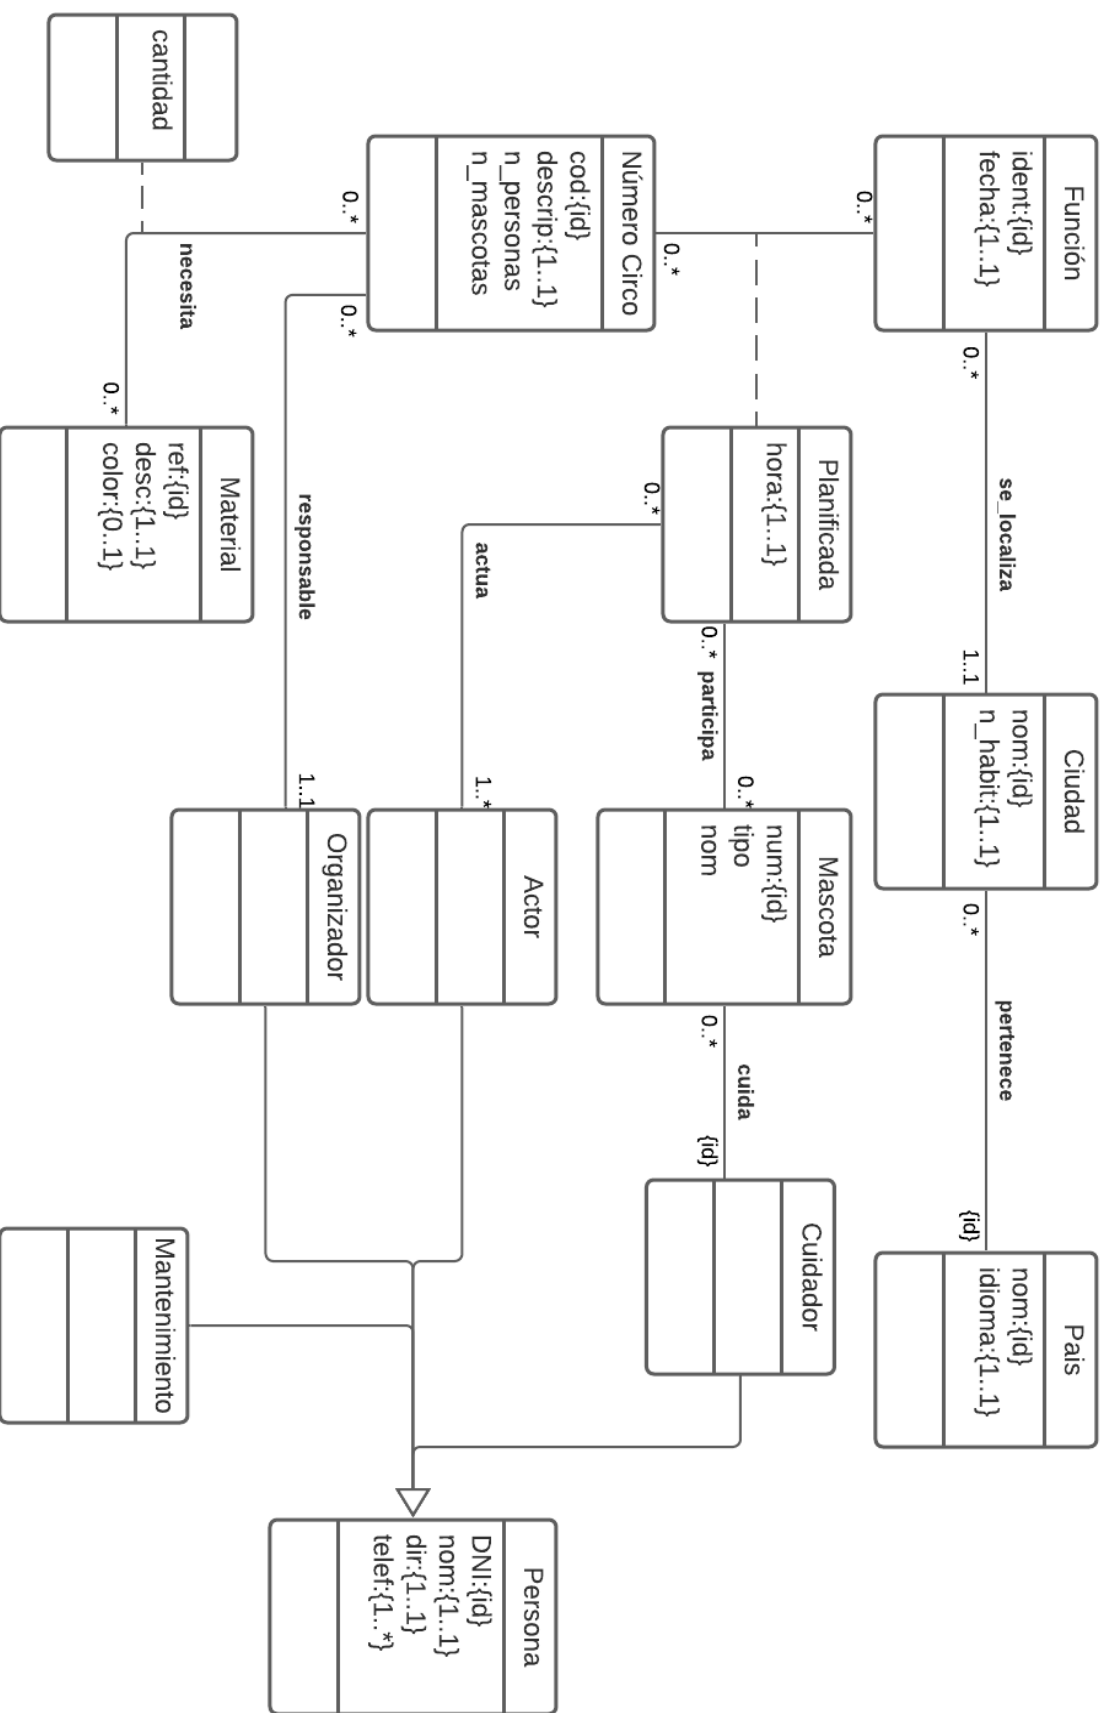 Función
ident:{id}
fecha:{1..1}
0..*
se_localiza
1..1
Ciudad
nom:{id}
n_habit:{1..1}
0..*
pertenece
{id}
Pais
nom:{id}
idioma:{1..1}
0..*
0..*
Planificada
hora:{1..1}
0..*
participa
0..*
Mascota
num:{id}
tipo
nom
0..*
cuida
{id}
Cuidador
Número Circo
cod:{id}
descrip:{1..1}
n_personas
n_mascotas
0..*
actua
1..*
Actor
0..*
0..*
responsable
1..1
Organizador
Persona
DNI:{id}
nom:{1..1}
dir:{1..1}
telef:{1..*}
cantidad
necesita
0..*
Material
ref:{id}
desc:{1..1}
color:{0..1}
Mantenimiento